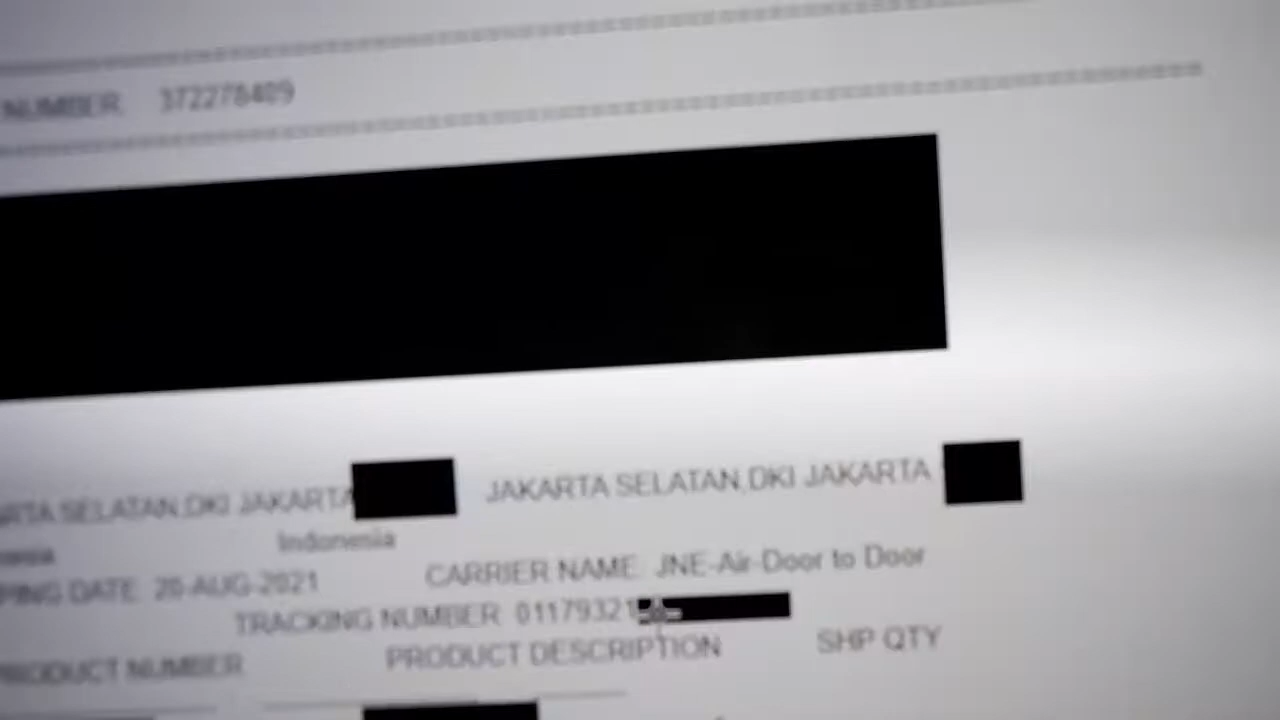 NUMBER 372278409
SELATAN,DKI JAKARTA JAKARTA SELATAN,DKI JAKARTA
Indonesia
DATE 20-AUG-2021 CARRIER NAME: JNE-Air-Door to Door
TRACKING NUMBER 01179321
PRODUCT NUMBER PRODUCT DESCRIPTION SHP QTY